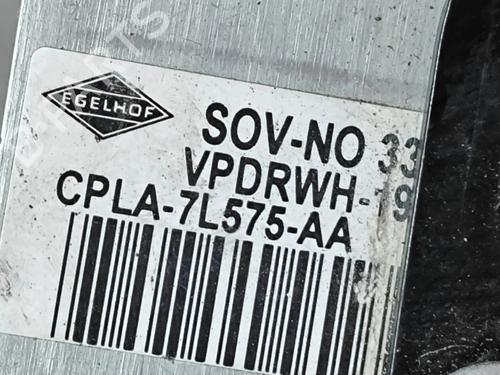 EGELHOF
SOV-NO 33
VPDRWH-19
CPLA-7L575-AA